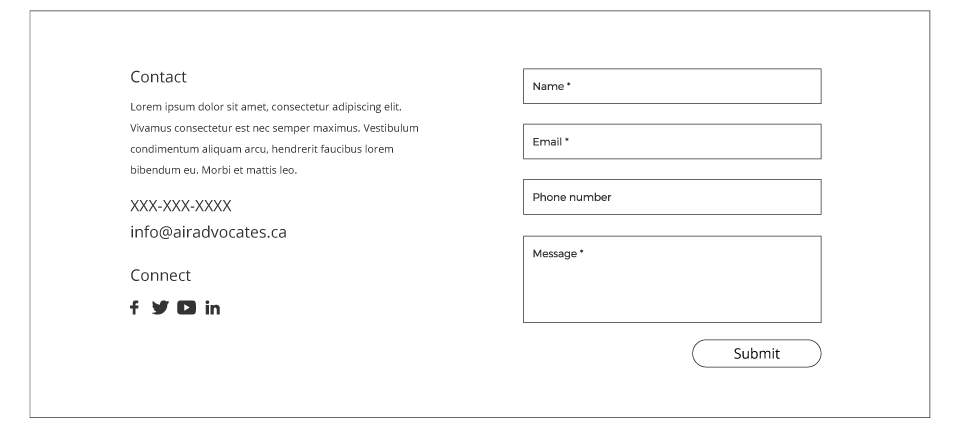 Contact
Lorem ipsum dolor sit amet, consectetur adipiscing elit.
Vivamus consectetur est nec semper maximus. Vestibulum
condimentum aliquam arcu, hendrerit faucibus lorem
bibendum eu. Morbi et mattis leo.
XXX-XXX-XXXX
info@airadvocates.ca
Connect
Name *
Email *
Phone number
Message *
Submit